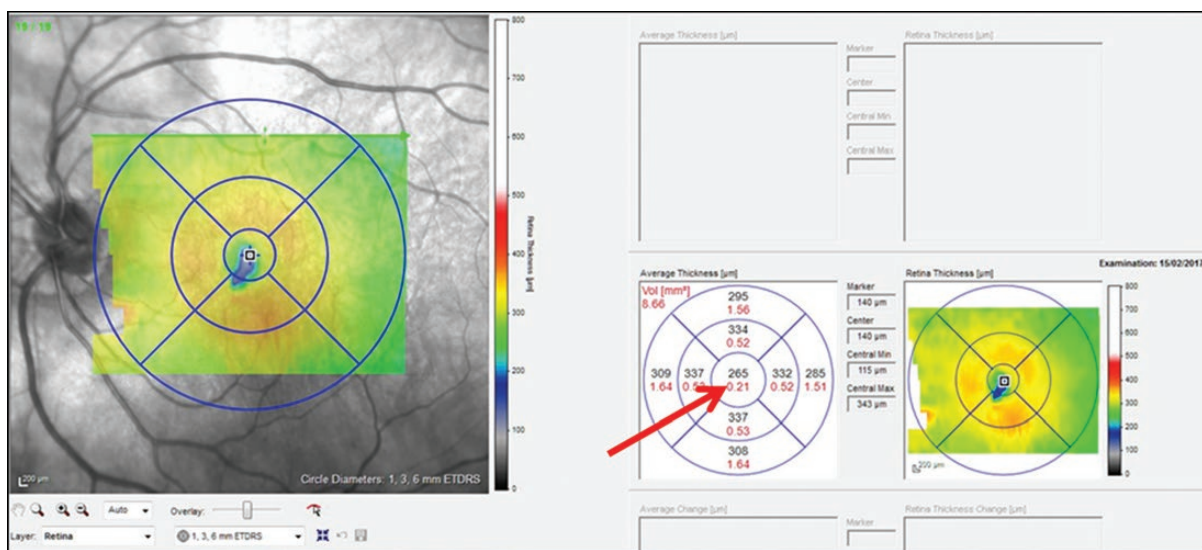 19 / 19
800
700
600
500
400
300
200
100
0
Retina Thickness [µm]
200 µm
Circle Diameters: 1, 3, 6 mm ETDRS
Auto
Overlay:
Layer: Retina
1, 3, 6 mm ETDRS
Average Thickness [µm]
Marker
Center
Central Min
Central Max
Retina Thickness [µm]
Examination: 15/02/2017
Average Thickness [µm]
Vol [mm³]
8.66
295
1.56
334
0.52
309
1.64
337
265
0.21
332
0.52
285
1.51
337
0.53
308
1.64
Marker
140 µm
Center
140 µm
Central Min
115 µm
Central Max
343 µm
Retina Thickness [µm]
200 µm
800
700
600
500
400
300
200
100
0
Average Change [µm]
Marker
Retina Thickness Change [µm]